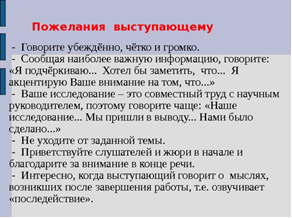 Пожелания выступающему
- Говорите убеждённо, чётко и громко.
- Сообщая наиболее важную информацию, говорите:
«Я подчёркиваю... Хотел бы заметить, что... Я
акцентирую Ваше внимание на том, что...»
- Ваше исследование – это совместный труд с научным
руководителем, поэтому говорите чаще: «Наше
исследование... Мы пришли в выводу... Нами было
сделано...»
- Не уходите от заданной темы.
- Приветствуйте слушателей и жюри в начале и
благодарите за внимание в конце речи.
- Интересно, когда выступающий говорит о мыслях,
возникших после завершения работы, т.е. озвучивает
«последействие».